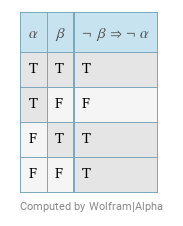 α β ¬ β ⇒ ¬ α
T T T
T F F
F T T
F F T
Computed by Wolfram|Alpha